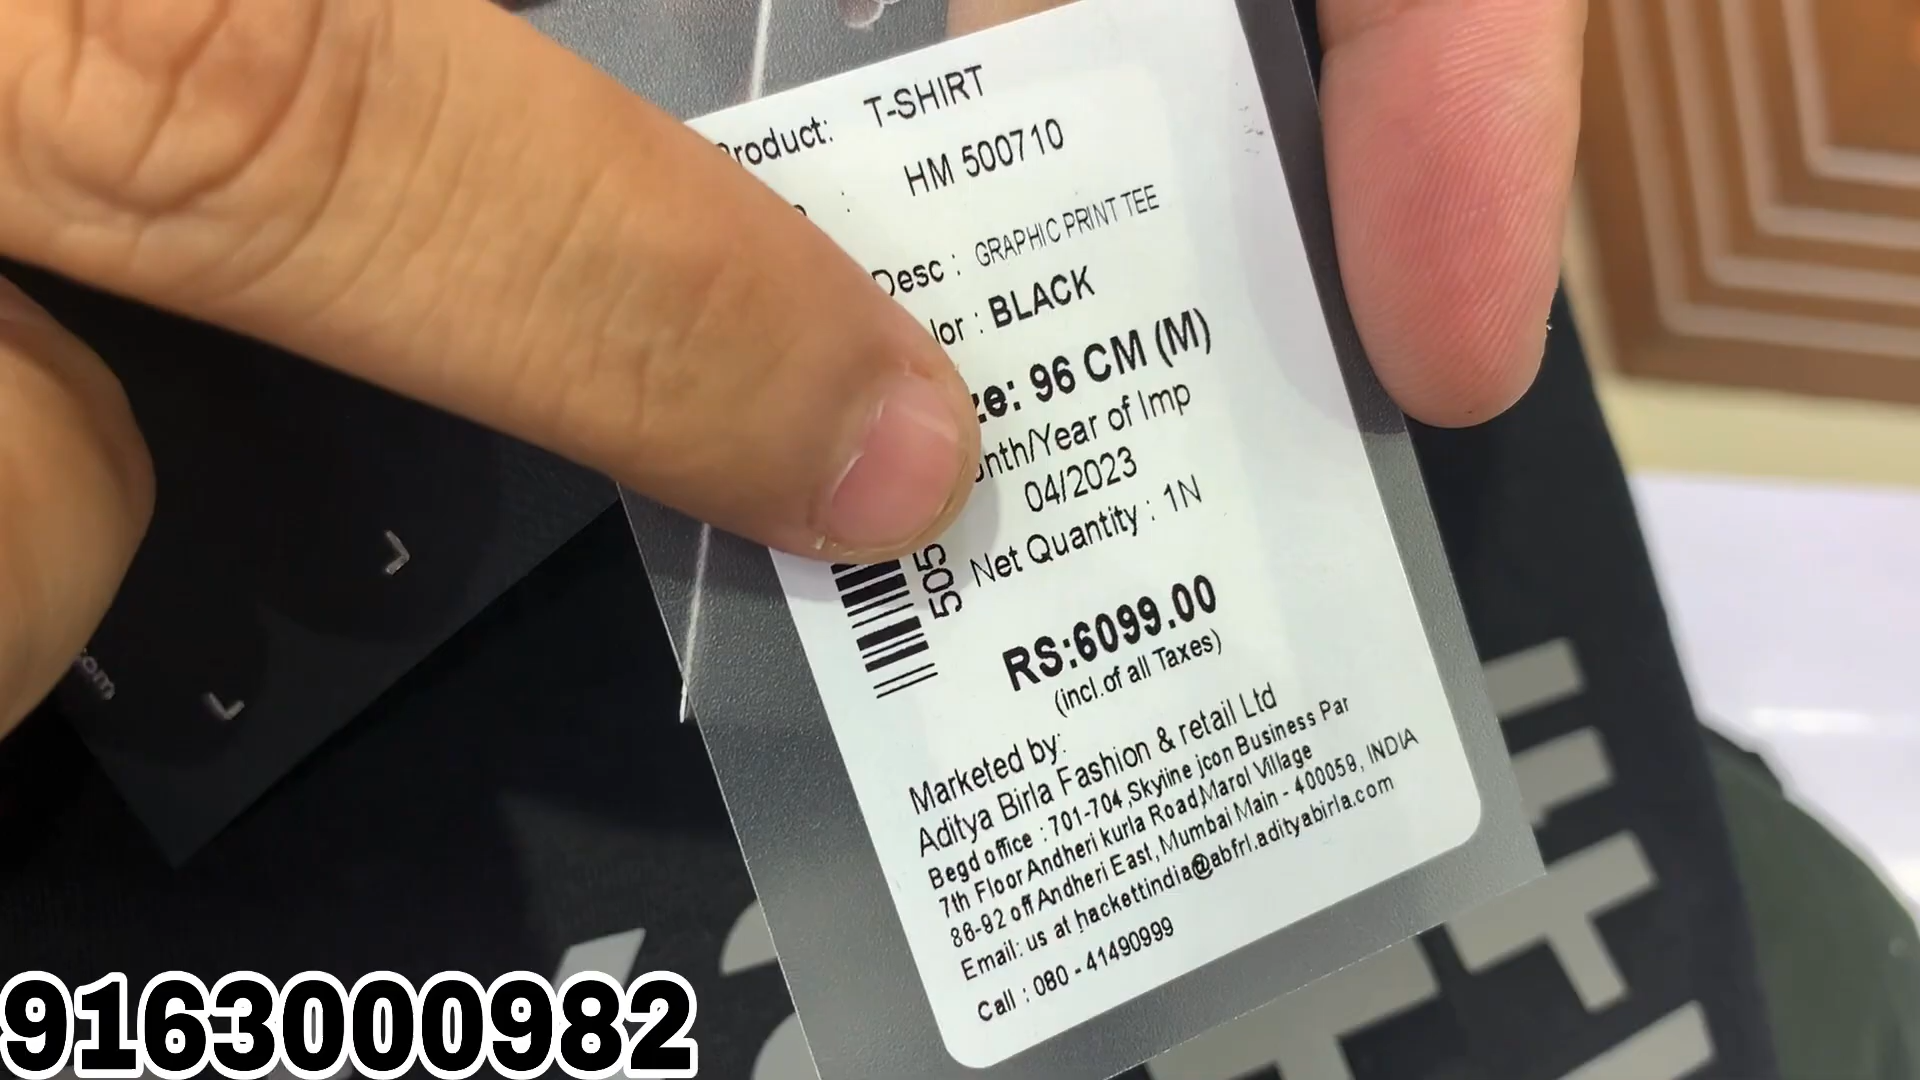 roduct: T-SHIRT
: HM 500710
Desc : GRAPHIC PRINT TEE
lor : BLACK
ze: 96 CM (M)
nth/Year of Imp
04/2023
Net Quantity : 1N
505
RS:6099.00
(incl.of all Taxes)
Marketed by:
Aditya Birla Fashion & retail Ltd
Begd office : 701-704,Skyline jcon Business Par
7th Floor Andheri kurla Road,Marol Village
86-92 off Andheri East, Mumbai Main - 400059, INDIA
Email: us at hackettindia@abfrl.adityabirla.com
Call : 080 - 41490999
om
9163000982